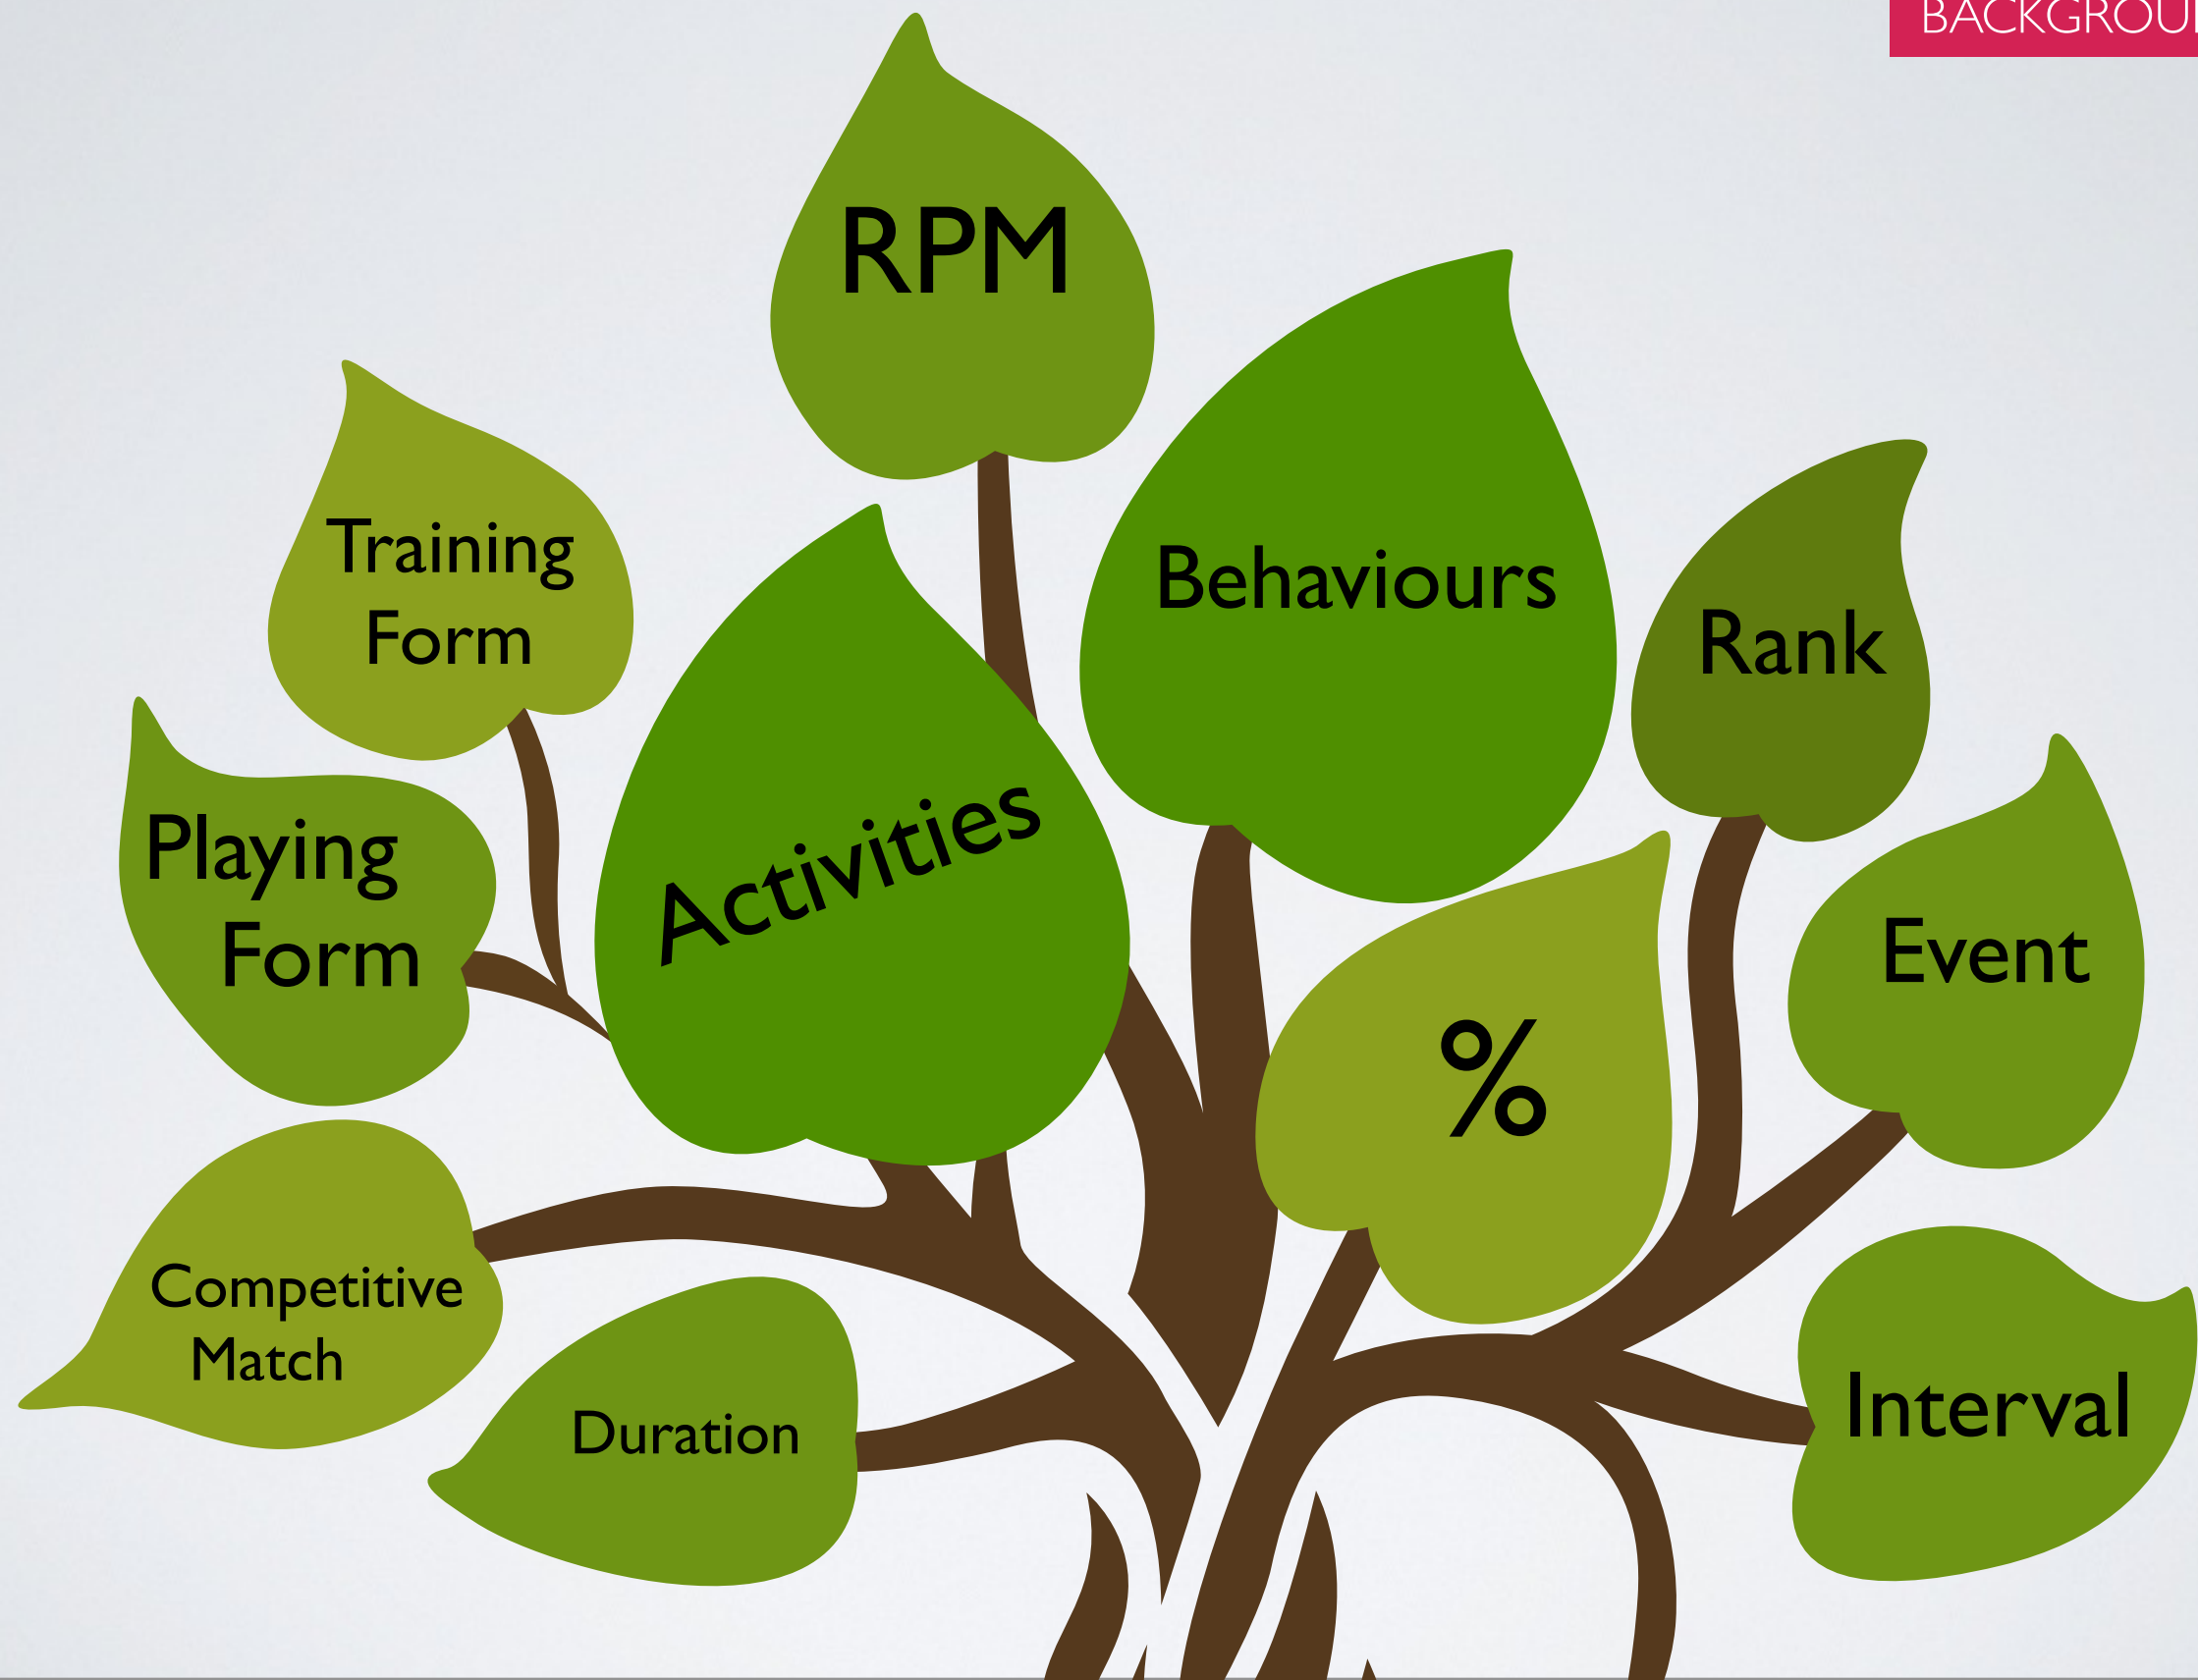 BACKGROU
RPM
Training
Form
Behaviours
Rank
Playing
Form
Activities
Event
%
Competitive
Match
Duration
Interval